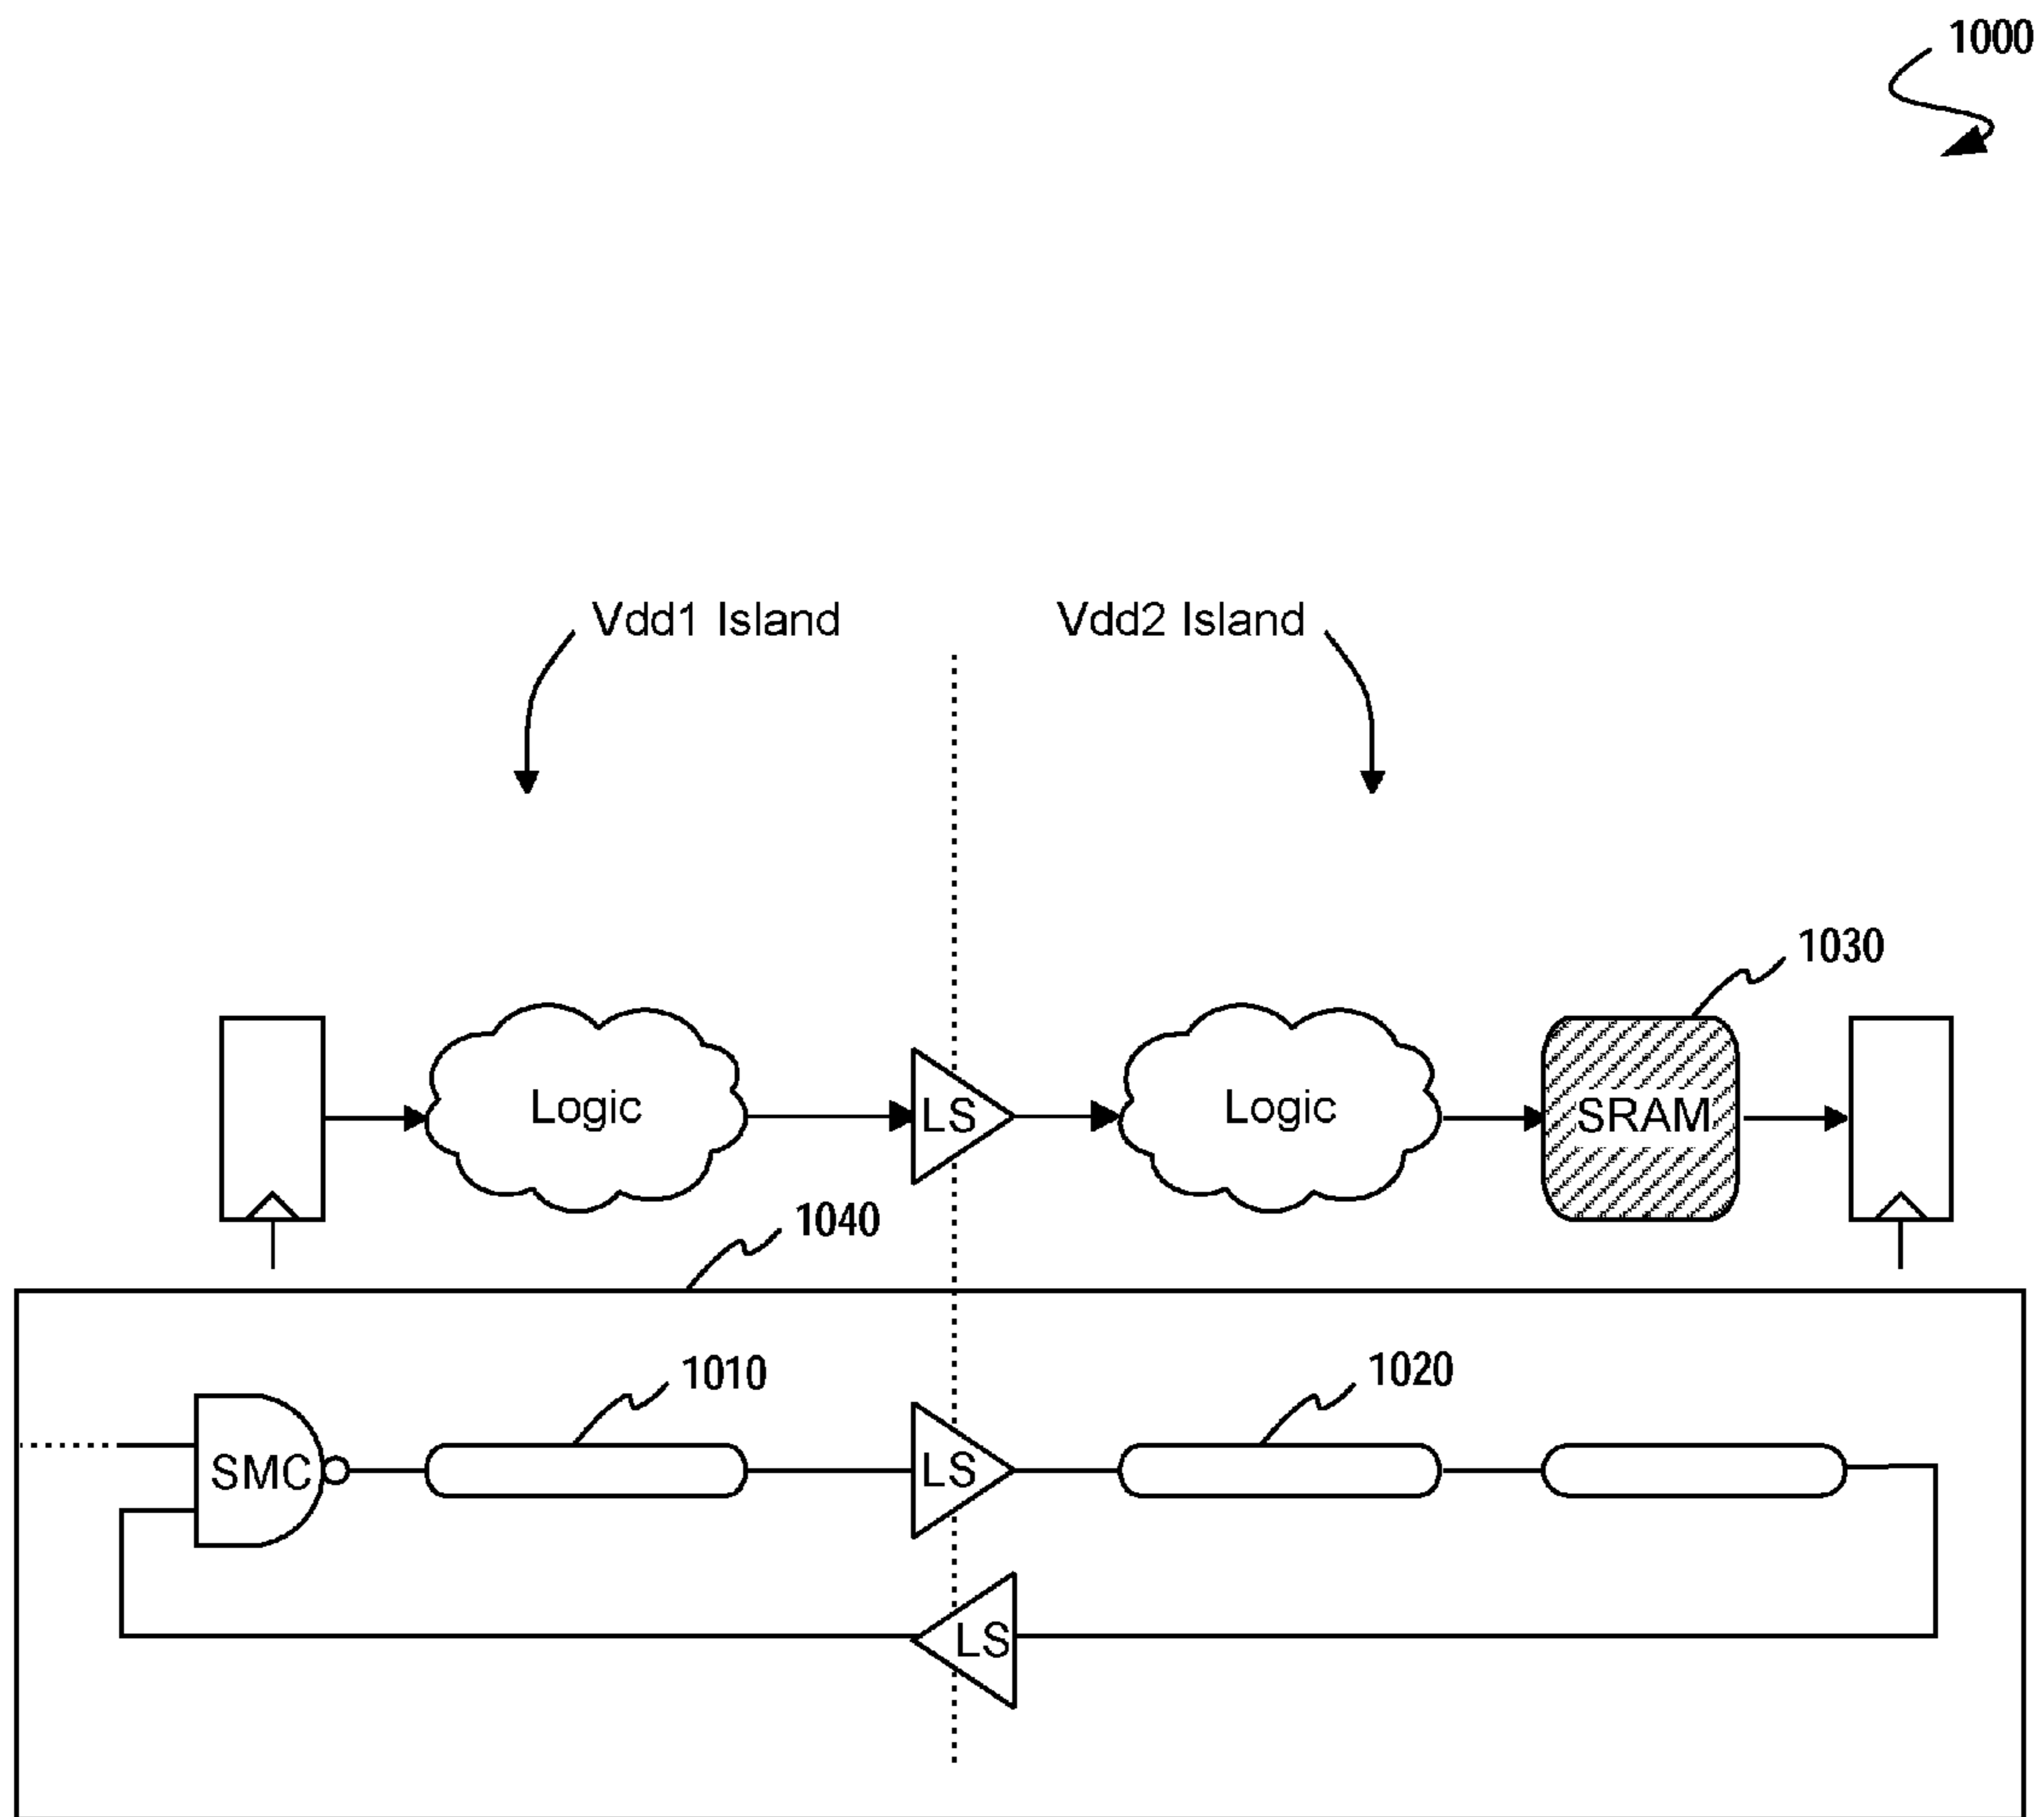 1000
Vdd1 Island
Vdd2 Island
1030
Logic
LS
Logic
SRAM
1040
1010
1020
SMC
LS
LS